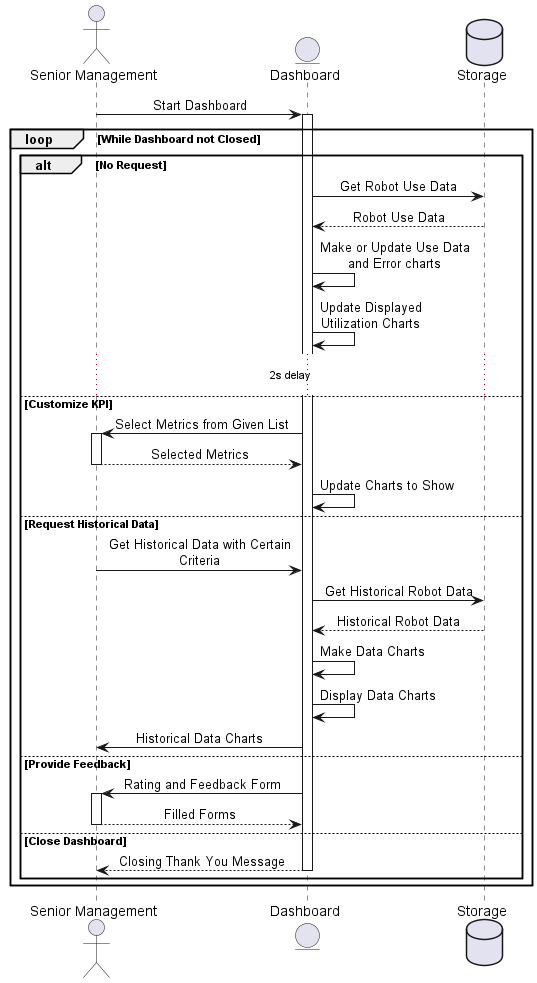 Senior Management
Dashboard
Storage
Start Dashboard
loop
[While Dashboard not Closed]
alt
[No Request]
Get Robot Use Data
Robot Use Data
Make or Update Use Data
and Error charts
Update Displayed
Utilization Charts
2s delay
[Customize KPI]
Select Metrics from Given List
Selected Metrics
Update Charts to Show
[Request Historical Data]
Get Historical Data with Certain
Criteria
Get Historical Robot Data
Historical Robot Data
Make Data Charts
Display Data Charts
Historical Data Charts
[Provide Feedback]
Rating and Feedback Form
Filled Forms
[Close Dashboard]
Closing Thank You Message
Senior Management
Dashboard
Storage